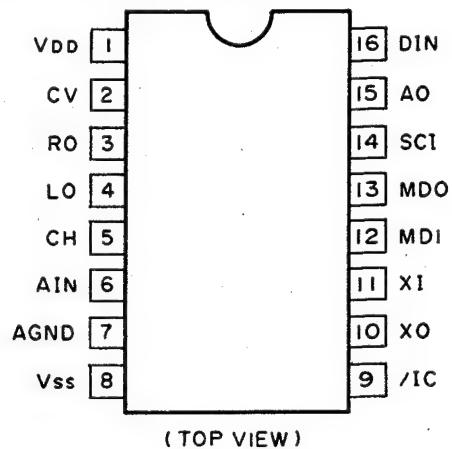 VDD 1 16 DIN
CV 2 15 AO
RO 3 14 SCI
LO 4 13 MDO
CH 5 12 MDI
AIN 6 11 XI
AGND 7 10 XO
Vss 8 9 /IC
(TOP VIEW)